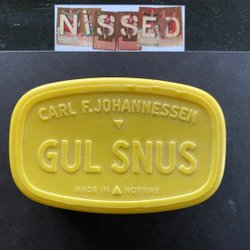 NiSSED
CARL F. JOHANNESSEN
GUL SNUS
MADE IN NORWAY